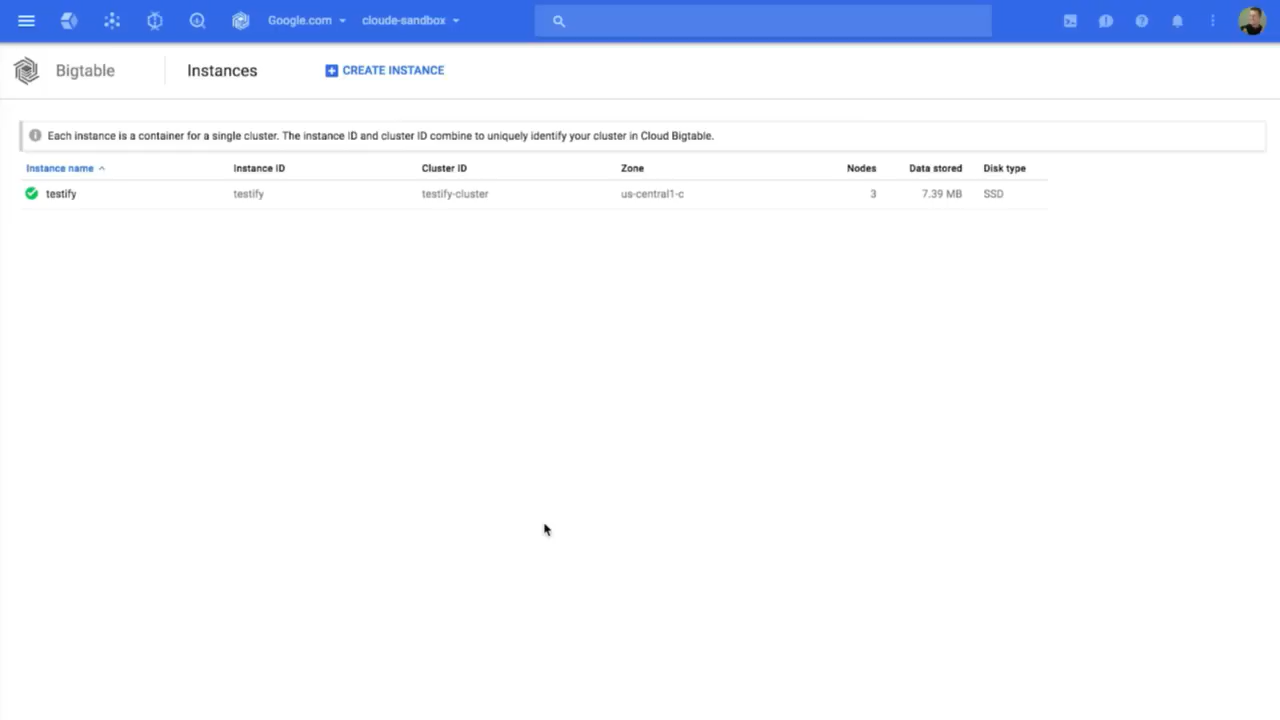 Google.com cloude-sandbox
Bigtable Instances CREATE INSTANCE
Each instance is a container for a single cluster. The instance ID and cluster ID combine to uniquely identify your cluster in Cloud Bigtable.
Instance name Instance ID Cluster ID Zone Nodes Data stored Disk type
testify testify testify-cluster us-central1-c 3 7.39 MB SSD